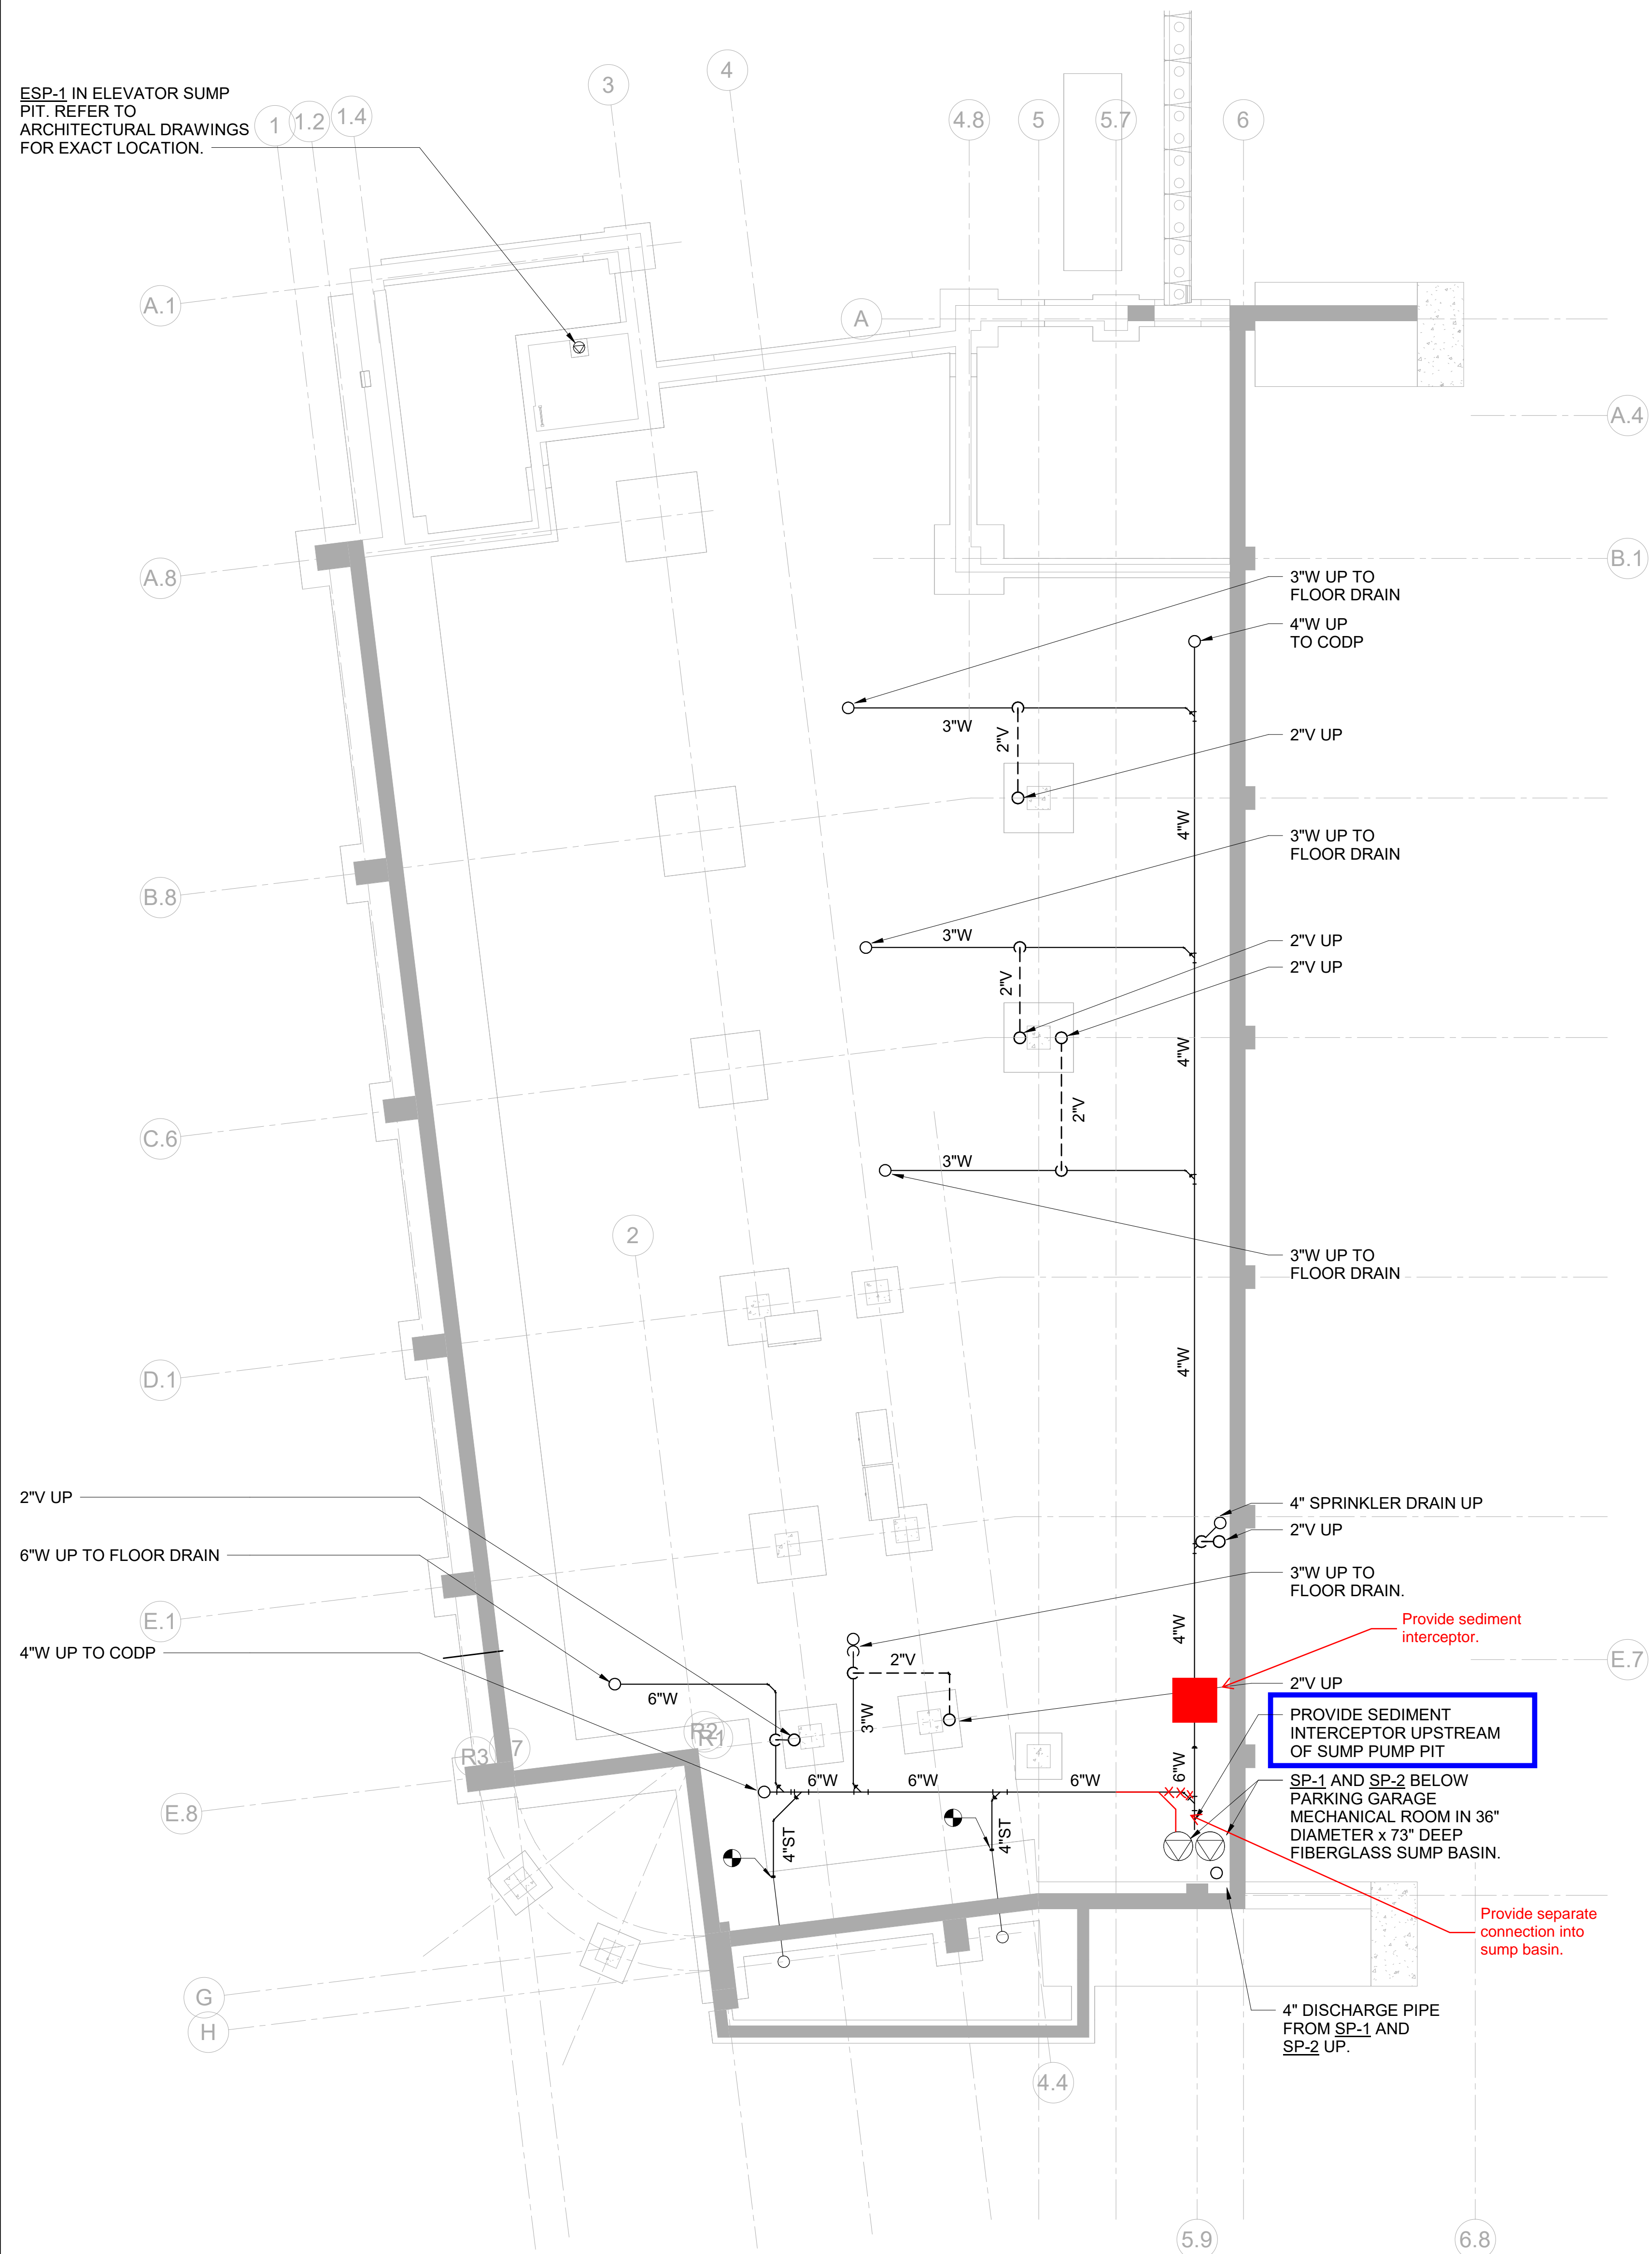 ESP-1 IN ELEVATOR SUMP
PIT. REFER TO
ARCHITECTURAL DRAWINGS
FOR EXACT LOCATION.
1
1.2
1.4
3
4
4.8
5
5.7
6
A.1
A
A.4
A.8
B.1
3"W UP TO
FLOOR DRAIN
4"W UP
TO CODP
3"W
2"V
2"V UP
4"W
3"W UP TO
FLOOR DRAIN
B.8
3"W
2"V UP
2"V
2"V UP
4"W
2"V
C.6
3"W
2
3"W UP TO
FLOOR DRAIN
4"W
D.1
2"V UP
4" SPRINKLER DRAIN UP
2"V UP
6"W UP TO FLOOR DRAIN
3"W UP TO
FLOOR DRAIN.
E.1
Provide sediment
interceptor.
4"W
4"W UP TO CODP
2"V
E.7
2"V UP
6"W
3"W
PROVIDE SEDIMENT
INTERCEPTOR UPSTREAM
OF SUMP PUMP PIT
R2
R1
R3
7
6"W
6"W
6"W
6"W
SP-1 AND SP-2 BELOW
PARKING GARAGE
MECHANICAL ROOM IN 36"
DIAMETER x 73" DEEP
FIBERGLASS SUMP BASIN.
E.8
4"ST
4"ST
Provide separate
connection into
sump basin.
G
H
4" DISCHARGE PIPE
FROM SP-1 AND
SP-2 UP.
4.4
5.9
6.8